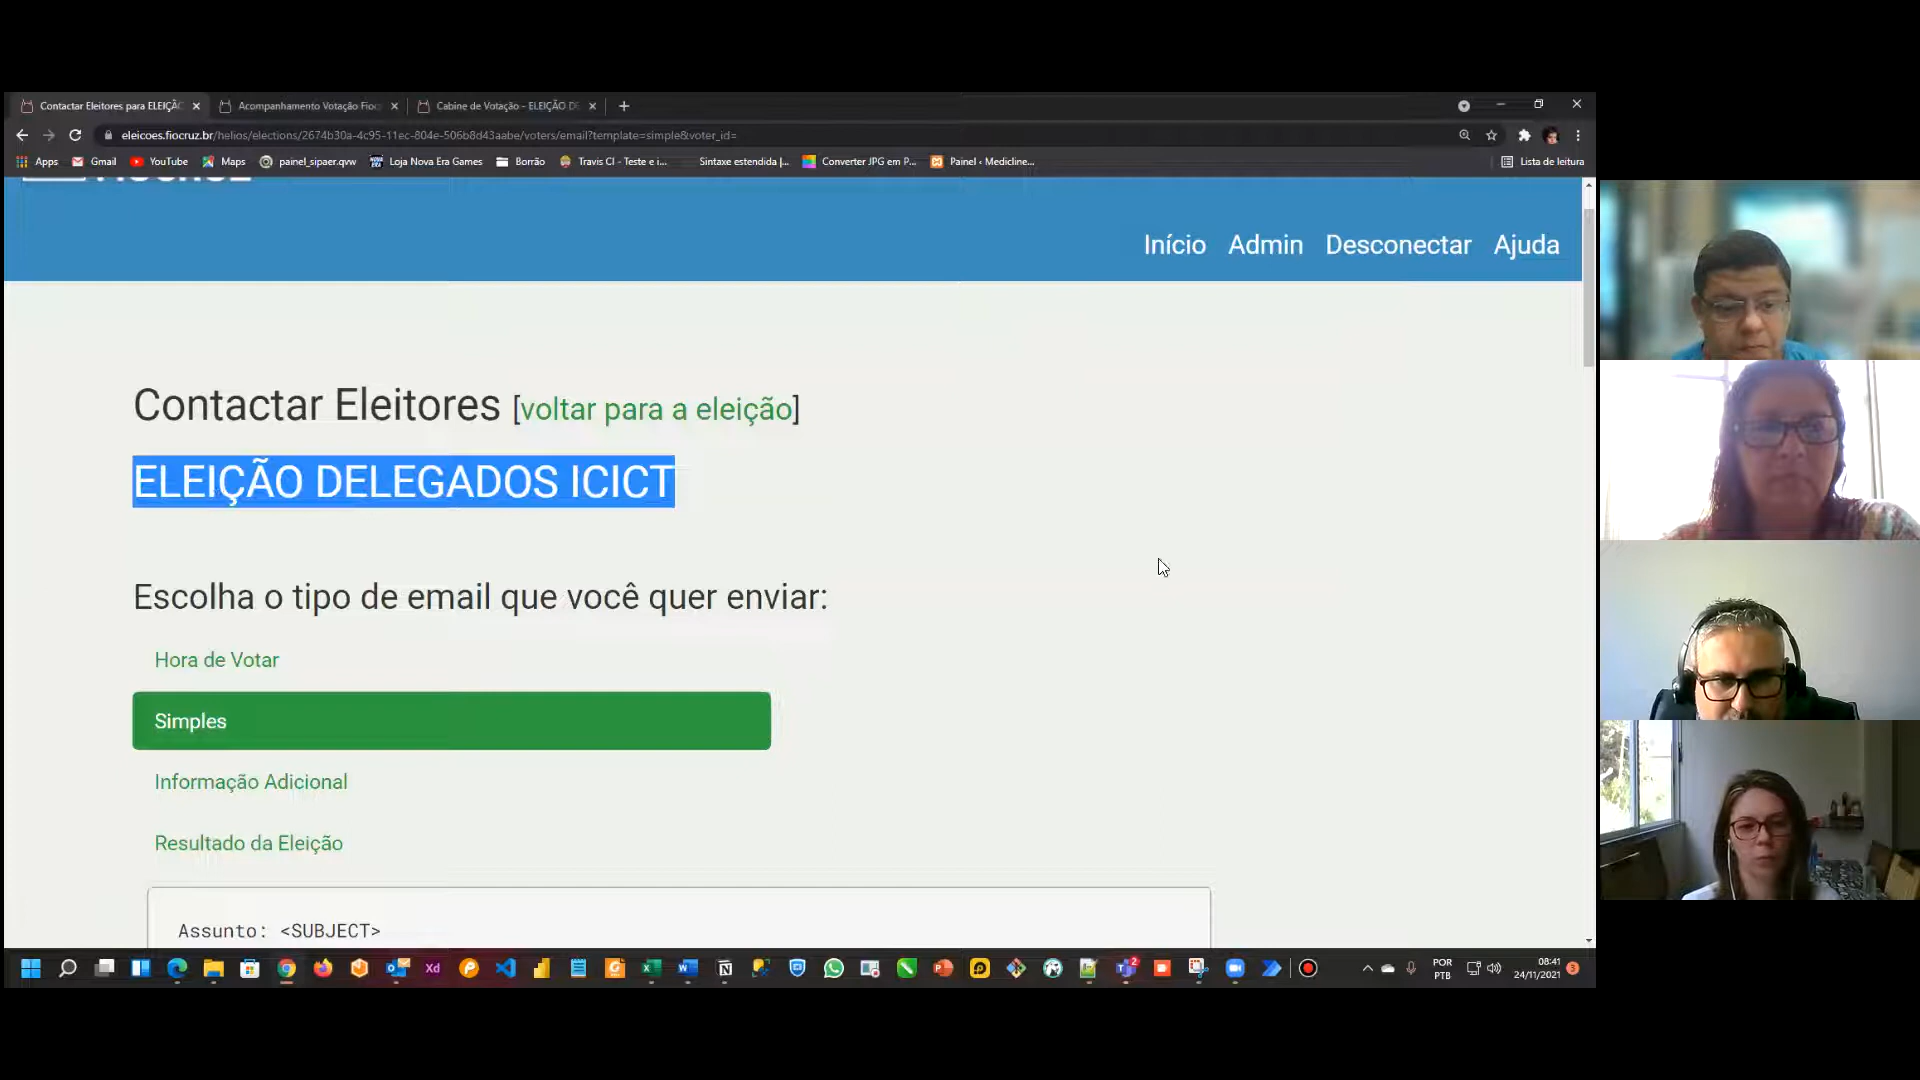 Contactar Eleitores para ELEIÇÃ
Acompanhamento Votação Fioc
Cabine de Votação - ELEIÇÃO DE
eleicoes.fiocruz.br/helios/elections/2674b30a-4c95-11ec-804e-506b8d43aabe/voters/email?template=simple&voter_id=
Apps Gmail YouTube Maps painel_sipaer.qvw Loja Nova Era Games Borrão Travis CI - Teste e i... Sintaxe estendida |... Converter JPG em P... Painel ‹ Medicline... Lista de leitura
Início Admin Desconectar Ajuda
Contactar Eleitores [voltar para a eleição]
ELEIÇÃO DELEGADOS ICICT
Escolha o tipo de email que você quer enviar:
Hora de Votar
Simples
Informação Adicional
Resultado da Eleição
Assunto: <SUBJECT>
POR
PTB
08:41
24/11/2021
3